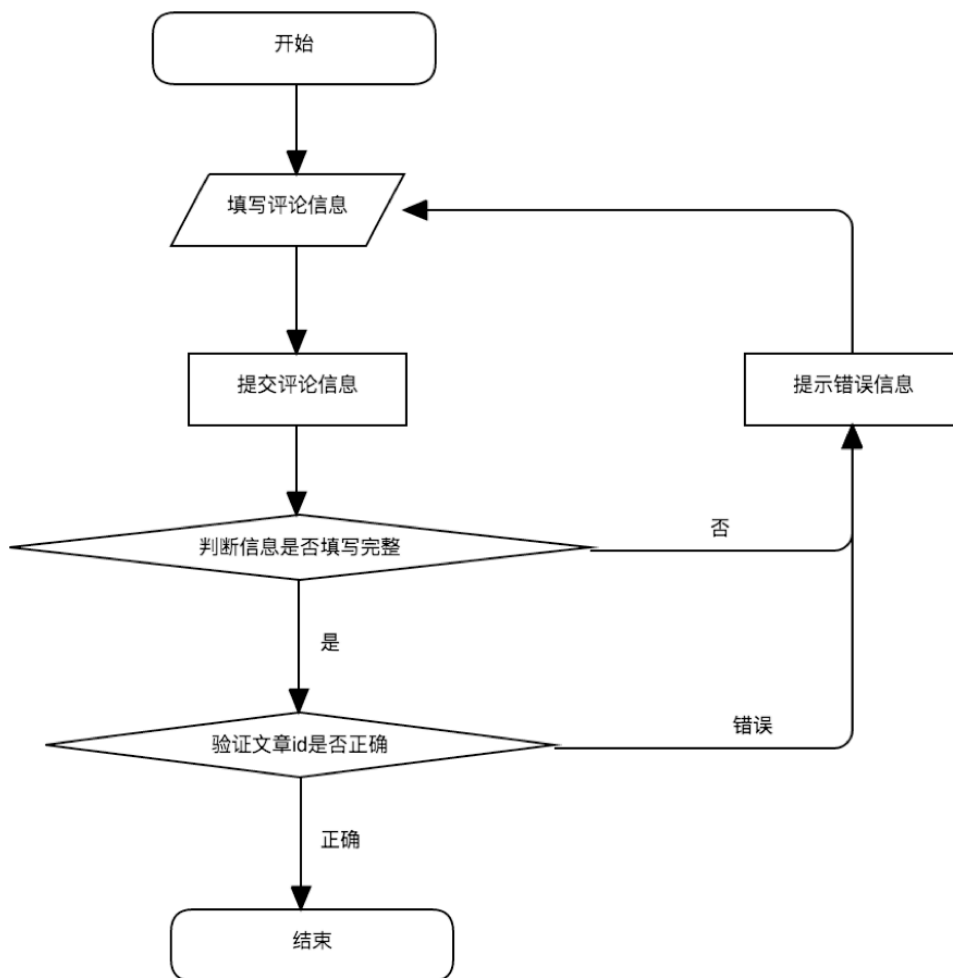 开始
填写评论信息
提交评论信息
提示错误信息
判断信息是否填写完整
否
是
验证文章id是否正确
错误
正确
结束